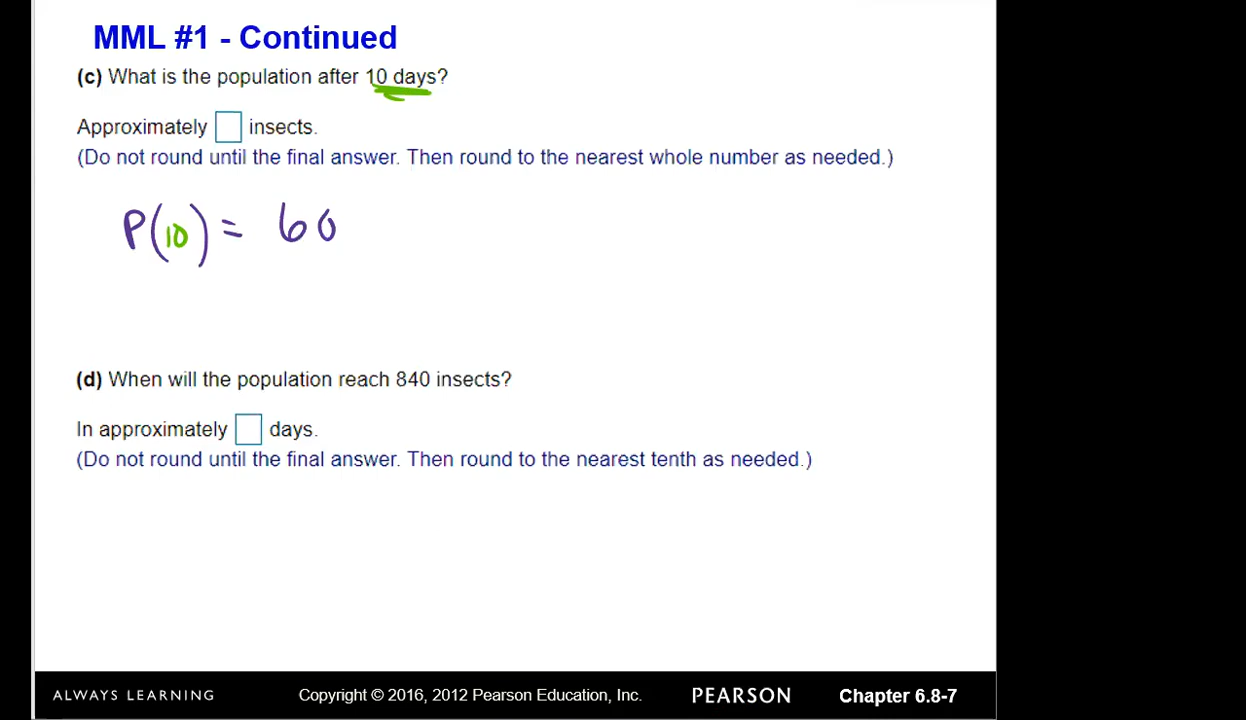 MML #1 - Continued
(c) What is the population after 10 days?
Approximately insects.
(Do not round until the final answer. Then round to the nearest whole number as needed.)
P(10) = 60
(d) When will the population reach 840 insects?
In approximately days.
(Do not round until the final answer. Then round to the nearest tenth as needed.)
ALWAYS LEARNING Copyright © 2016, 2012 Pearson Education, Inc. PEARSON Chapter 6.8-7